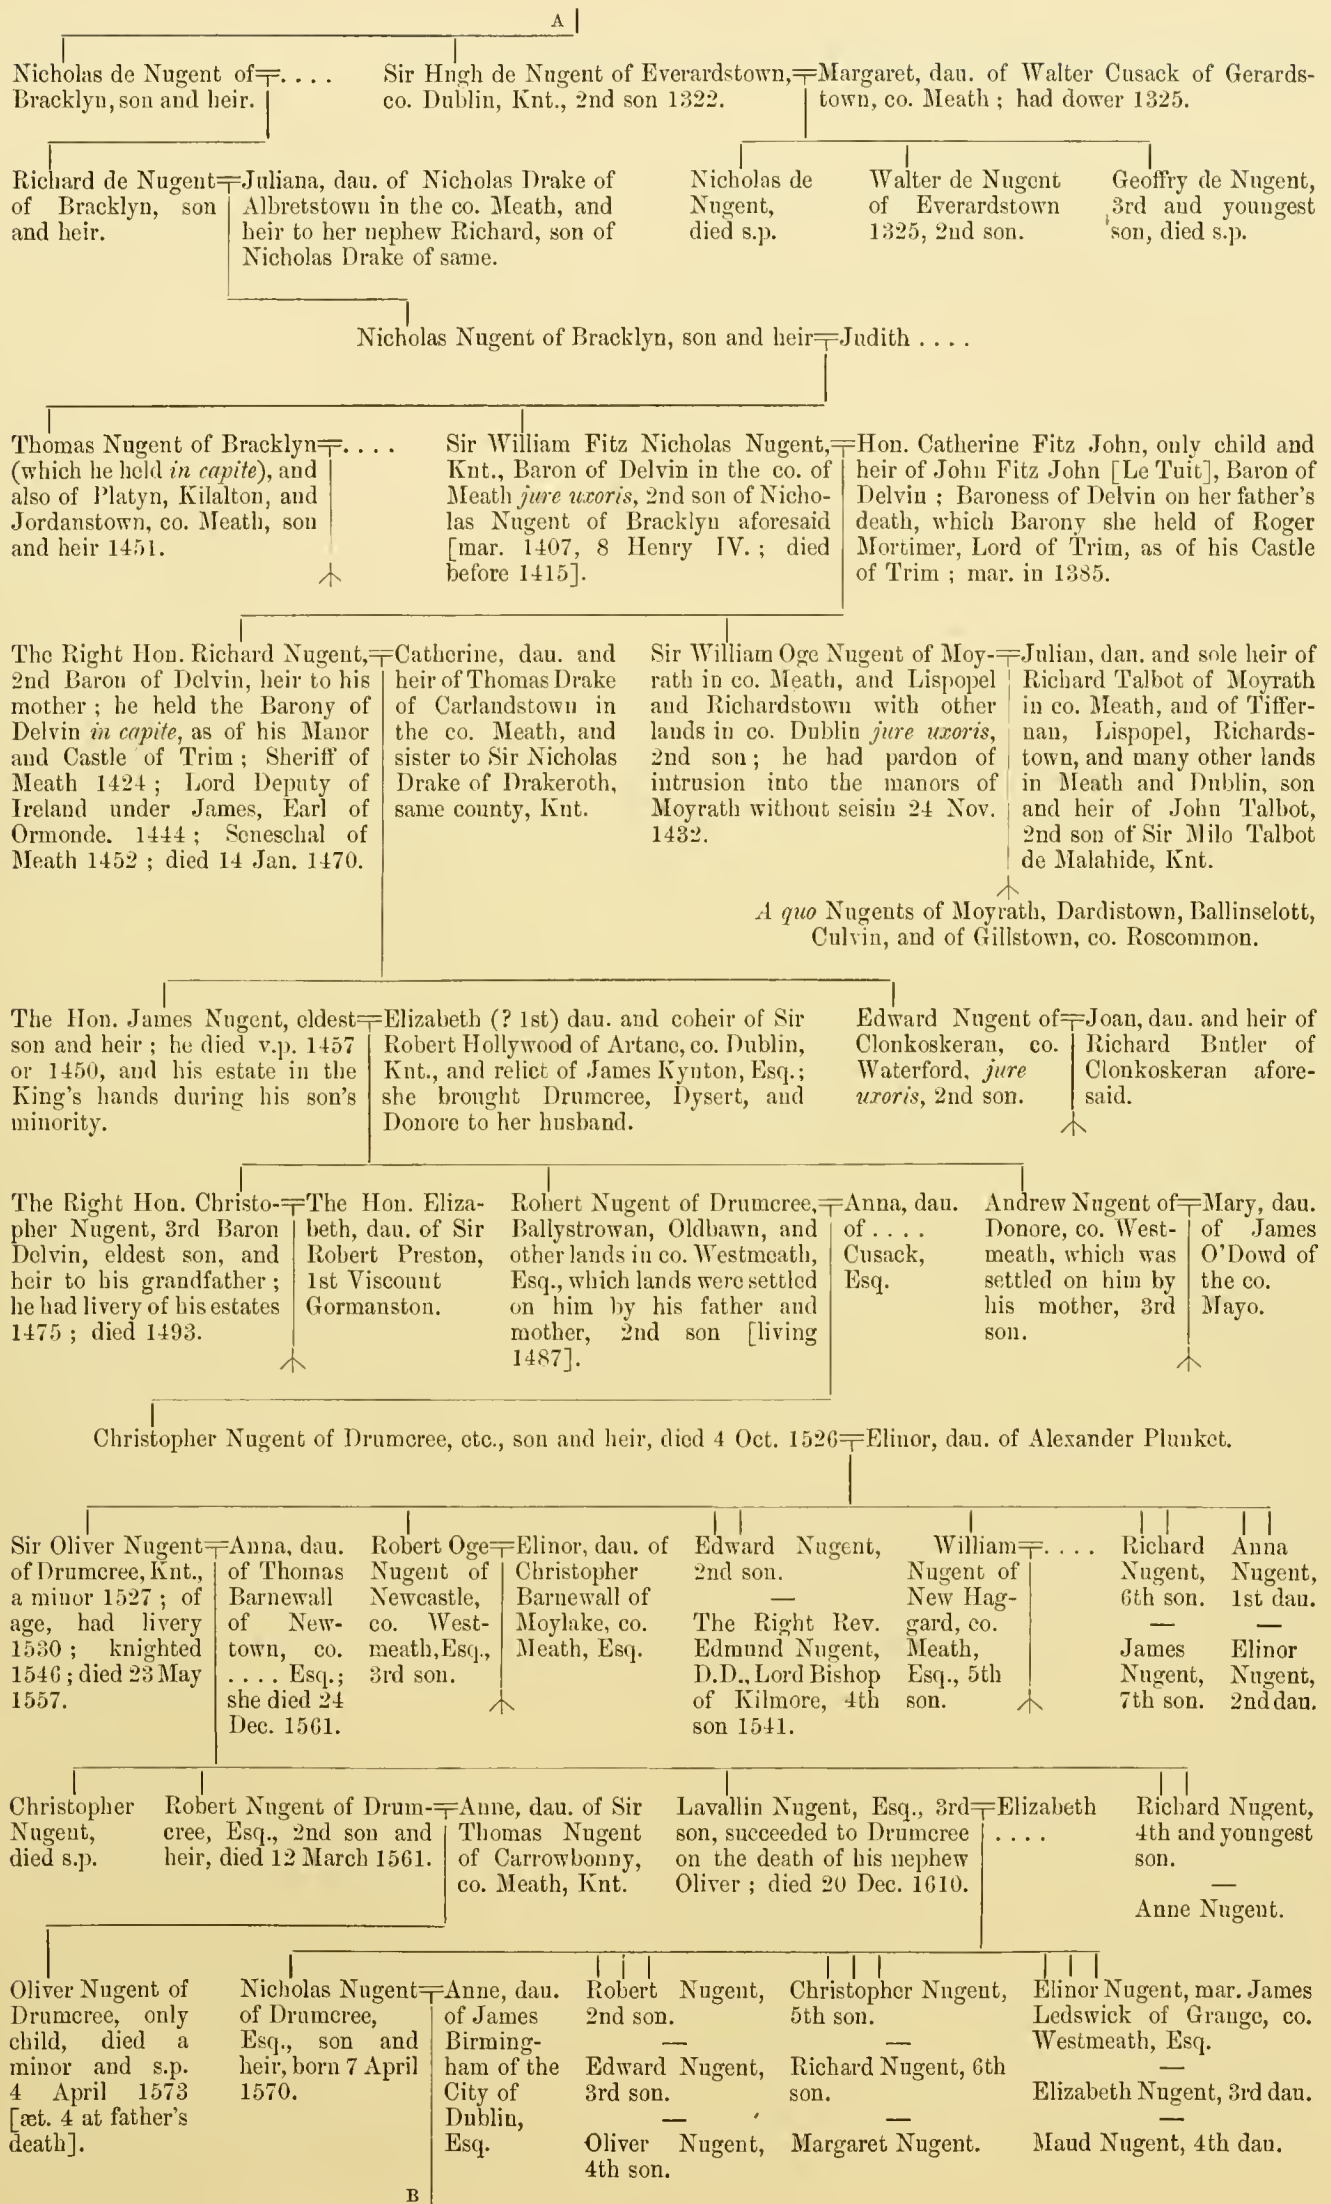 A
Nicholas de Nugent of . . . .
Bracklyn, son and heir.
Sir Hugh de Nugent of Everardstown,
co. Dublin, Knt., 2nd son 1322.
Margaret, dau. of Walter Cusack of Gerards-
town, co. Meath ; had dower 1325.
Richard de Nugent
of Bracklyn, son
and heir.
Juliana, dau. of Nicholas Drake of
Albretstown in the co. Meath, and
heir to her nephew Richard, son of
Nicholas Drake of same.
Nicholas de
Nugent,
died s.p.
Walter de Nugent
of Everardstown
1325, 2nd son.
Geoffry de Nugent,
3rd and youngest
son, died s.p.
Nicholas Nugent of Bracklyn, son and heir Judith . . . .
Thomas Nugent of Bracklyn . . . .
(which he held in capite), and
also of Platyn, Kilalton, and
Jordanstown, co. Meath, son
and heir 1451.
Sir William Fitz Nicholas Nugent,
Knt., Baron of Delvin in the co. of
Meath jure uxoris, 2nd son of Nicho-
las Nugent of Bracklyn aforesaid
[mar. 1407, 8 Henry IV. ; died
before 1415].
Hon. Catherine Fitz John, only child and
heir of John Fitz John [Le Tuit], Baron of
Delvin ; Baroness of Delvin on her father's
death, which Barony she held of Roger
Mortimer, Lord of Trim, as of his Castle
of Trim ; mar. in 1385.
The Right Hon. Richard Nugent,
2nd Baron of Delvin, heir to his
mother ; he held the Barony of
Delvin in capite, as of his Manor
and Castle of Trim ; Sheriff of
Meath 1424 ; Lord Deputy of
Ireland under James, Earl of
Ormonde. 1444 ; Seneschal of
Meath 1452 ; died 14 Jan. 1470.
Catherine, dau. and
heir of Thomas Drake
of Carlandstown in
the co. Meath, and
sister to Sir Nicholas
Drake of Drakeroth,
same county, Knt.
Sir William Oge Nugent of Moy-
rath in co. Meath, and Lispopel
and Richardstown with other
lands in co. Dublin jure uxoris,
2nd son ; he had pardon of
intrusion into the manors of
Moyrath without seisin 24 Nov.
1432.
Julian, dau. and sole heir of
Richard Talbot of Moyrath
in co. Meath, and of Tiffer-
nan, Lispopel, Richards-
town, and many other lands
in Meath and Dublin, son
and heir of John Talbot,
2nd son of Sir Milo Talbot
de Malahide, Knt.
A quo Nugents of Moyrath, Dardistown, Ballinselott,
Culvin, and of Gillstown, co. Roscommon.
The Hon. James Nugent, eldest
son and heir ; he died v.p. 1457
or 1450, and his estate in the
King's hands during his son's
minority.
Elizabeth (? 1st) dau. and coheir of Sir
Robert Hollywood of Artane, co. Dublin,
Knt., and relict of James Kynton, Esq.;
she brought Drumcree, Dysert, and
Donore to her husband.
Edward Nugent of
Clonkoskeran, co.
Waterford, jure
uxoris, 2nd son.
Joan, dau. and heir of
Richard Butler of
Clonkoskeran afore-
said.
The Right Hon. Christo-
pher Nugent, 3rd Baron
Delvin, eldest son, and
heir to his grandfather ;
he had livery of his estates
1475 ; died 1493.
The Hon. Eliza-
beth, dau. of Sir
Robert Preston,
1st Viscount
Gormanston.
Robert Nugent of Drumcree,
Ballystrowan, Oldbawn, and
other lands in co. Westmeath,
Esq., which lands were settled
on him by his father and
mother, 2nd son [living
1487].
Anna, dau.
of . . . .
Cusack,
Esq.
Andrew Nugent of
Donore, co. West-
meath, which was
settled on him by
his mother, 3rd
son.
Mary, dau.
of James
O'Dowd of
the co.
Mayo.
Christopher Nugent of Drumcree, etc., son and heir, died 4 Oct. 1526 Elinor, dau. of Alexander Plunket.
Sir Oliver Nugent
of Drumcree, Knt.,
a minor 1527 ; of
age, had livery
1530 ; knighted
1546 ; died 23 May
1557.
Anna, dau.
of Thomas
Barnewall
of New-
town, co.
. . . . Esq.;
she died 24
Dec. 1561.
Robert Oge
Nugent of
Newcastle,
co. West-
meath, Esq.,
3rd son.
Elinor, dau. of
Christopher
Barnewall of
Moylake, co.
Meath, Esq.
Edward Nugent,
2nd son.
—
The Right Rev.
Edmund Nugent,
D.D., Lord Bishop
of Kilmore, 4th
son 1541.
William . . . .
Nugent of
New Hag-
gard, co.
Meath,
Esq., 5th
son.
Richard
Nugent,
6th son.
—
James
Nugent,
7th son.
Anna
Nugent,
1st dau.
—
Elinor
Nugent,
2nd dau.
Christopher
Nugent,
died s.p.
Robert Nugent of Drum-
cree, Esq., 2nd son and
heir, died 12 March 1561.
Anne, dau. of Sir
Thomas Nugent
of Carrowbonny,
co. Meath, Knt.
Lavallin Nugent, Esq., 3rd
son, succeeded to Drumcree
on the death of his nephew
Oliver ; died 20 Dec. 1610.
Elizabeth
. . . .
Richard Nugent,
4th and youngest
son.
—
Anne Nugent.
Oliver Nugent of
Drumcree, only
child, died a
minor and s.p.
4 April 1573
[æt. 4 at father's
death].
Nicholas Nugent
of Drumcree,
Esq., son and
heir, born 7 April
1570.
Anne, dau.
of James
Birming-
ham of the
City of
Dublin,
Esq.
Robert Nugent,
2nd son.
—
Edward Nugent,
3rd son.
—
Oliver Nugent,
4th son.
Christopher Nugent,
5th son.
—
Richard Nugent, 6th
son.
—
Margaret Nugent.
Elinor Nugent, mar. James
Ledswick of Grange, co.
Westmeath, Esq.
—
Elizabeth Nugent, 3rd dau.
—
Maud Nugent, 4th dau.
B